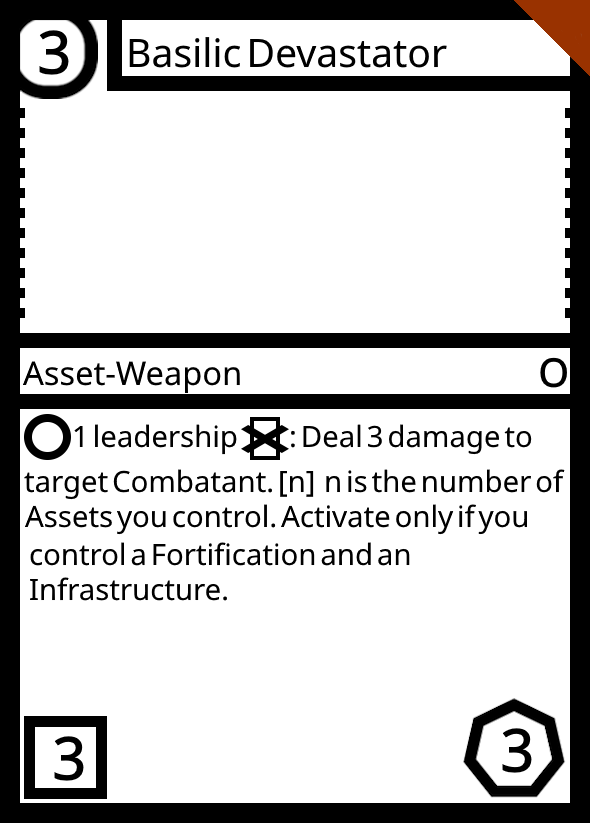 3 Basilic Devastator
Asset-Weapon O
1 leadership : Deal 3 damage to
target Combatant. [n] n is the number of
Assets you control. Activate only if you
control a Fortification and an
Infrastructure.
3 3